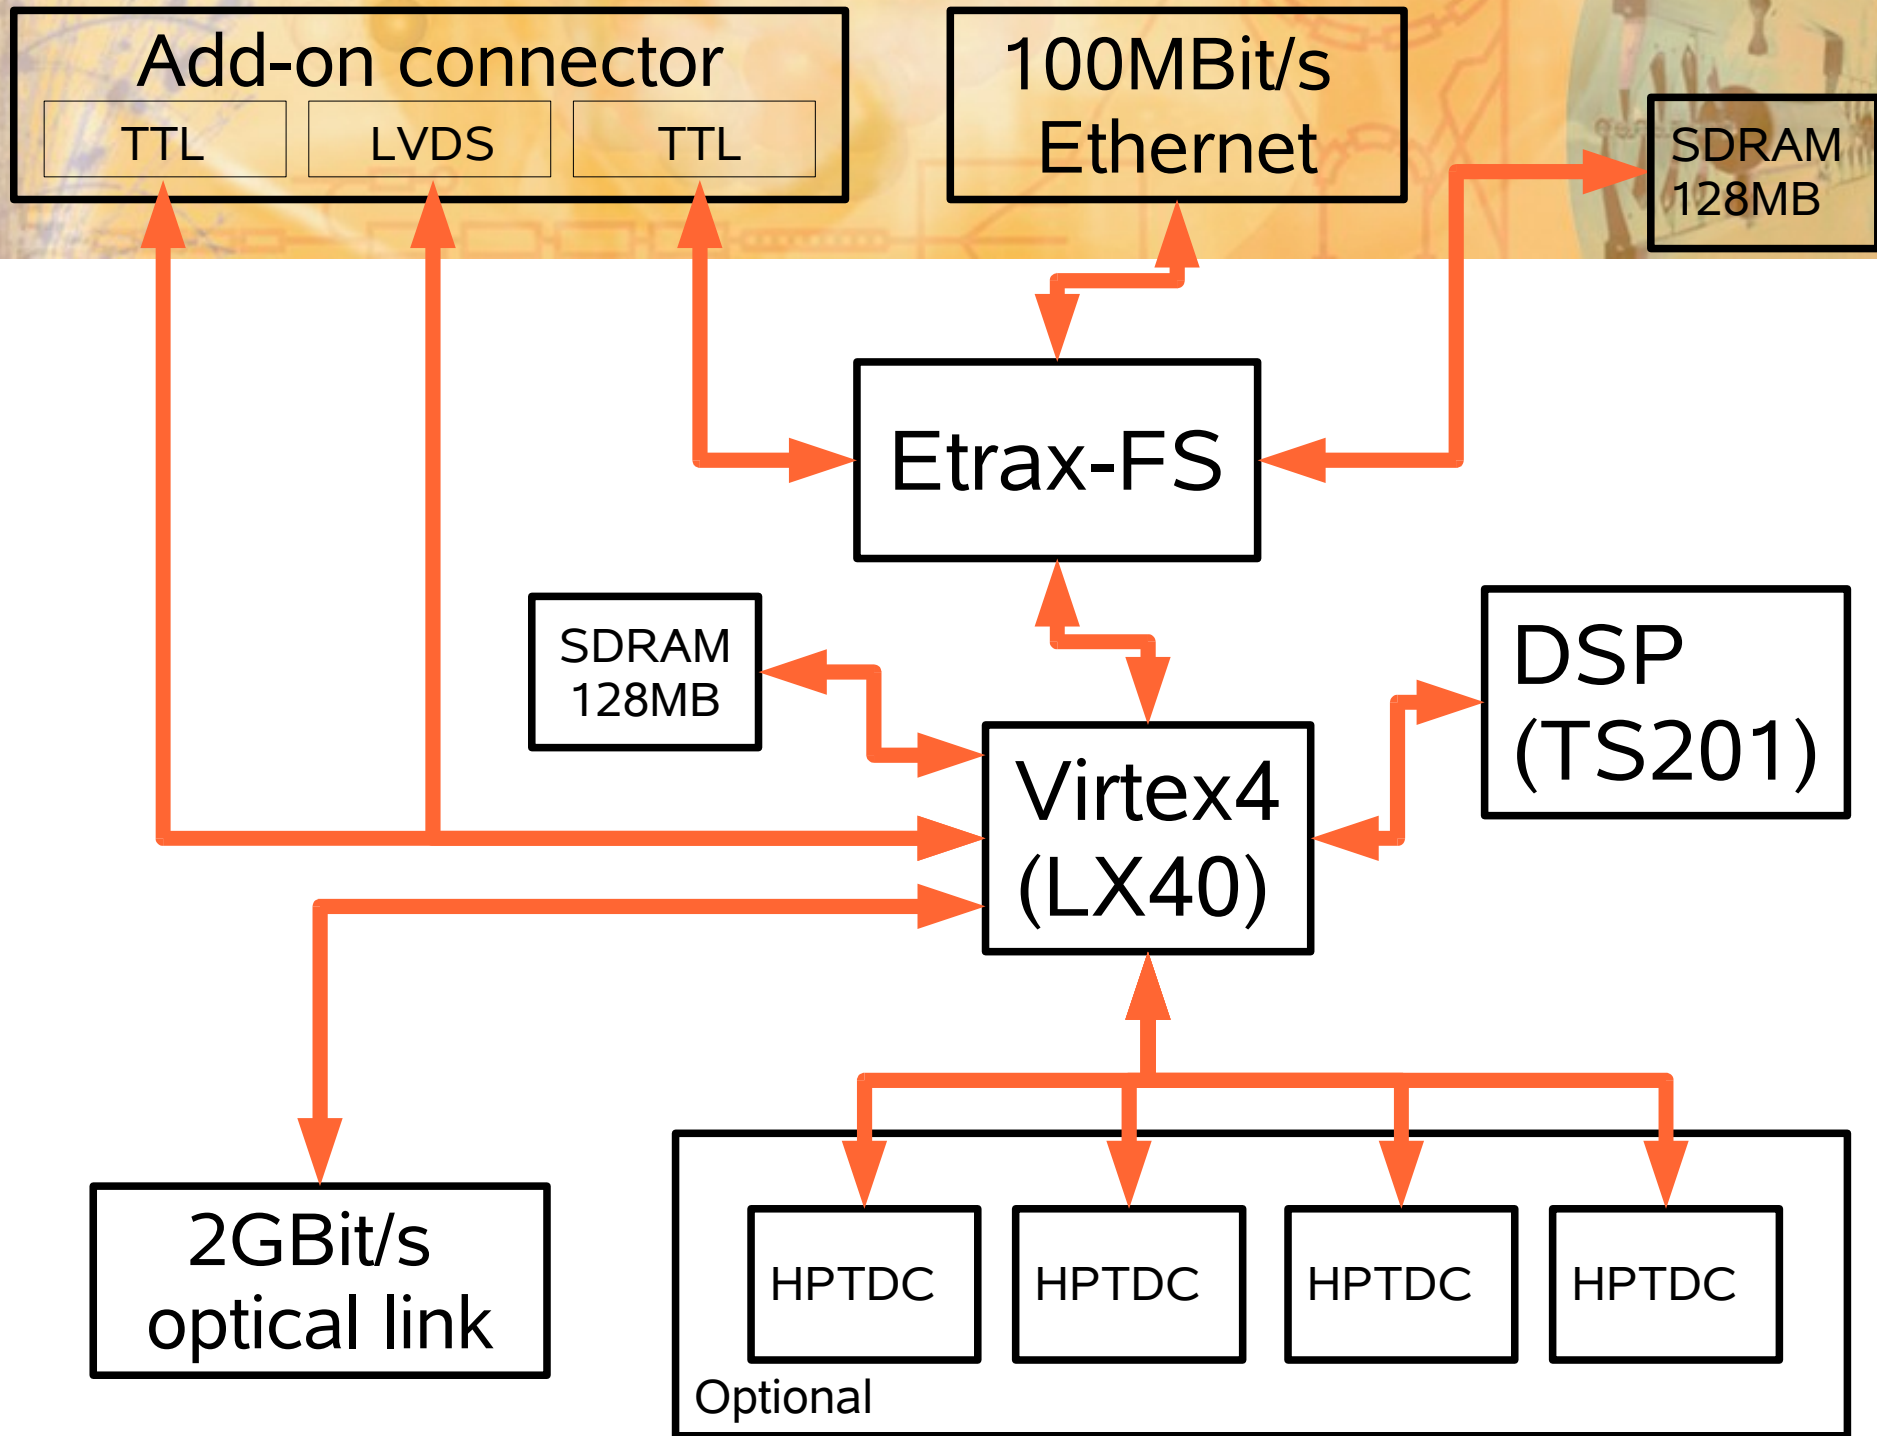 Add-on connector
TTL
LVDS
TTL
100MBit/s
Ethernet
SDRAM
128MB
Etrax-FS
SDRAM
128MB
DSP
(TS201)
Virtex4
(LX40)
2GBit/s
optical link
HPTDC
HPTDC
HPTDC
HPTDC
Optional